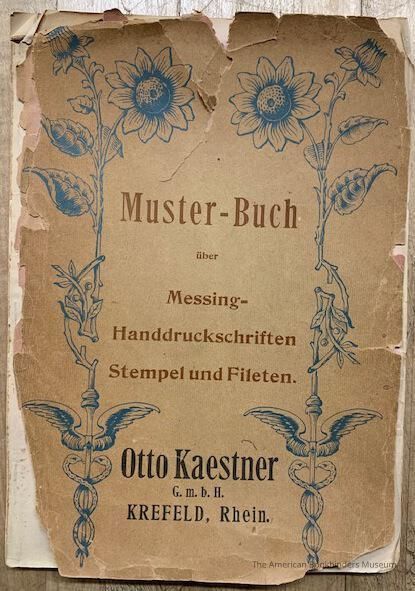 Muster-Buch
über
Messing-
Handdruckschriften
Stempel und Fileten.
Otto Kaestner
G. m. b. H.
KREFELD, Rhein.
The American Bookbinders Museum